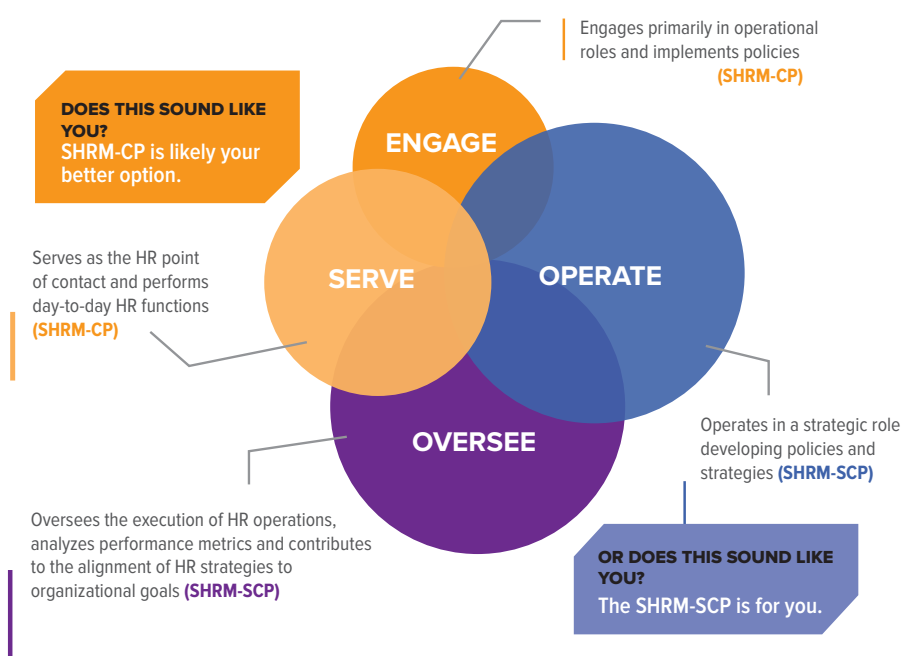 Engages primarily in operational
roles and implements policies
(SHRM-CP)
DOES THIS SOUND LIKE
YOU?
SHRM-CP is likely your
better option.
ENGAGE
Serves as the HR point
of contact and performs
day-to-day HR functions
(SHRM-CP)
SERVE
OPERATE
OVERSEE
Operates in a strategic role
developing policies and
strategies (SHRM-SCP)
Oversees the execution of HR operations,
analyzes performance metrics and contributes
to the alignment of HR strategies to
organizational goals (SHRM-SCP)
OR DOES THIS SOUND LIKE
YOU?
The SHRM-SCP is for you.